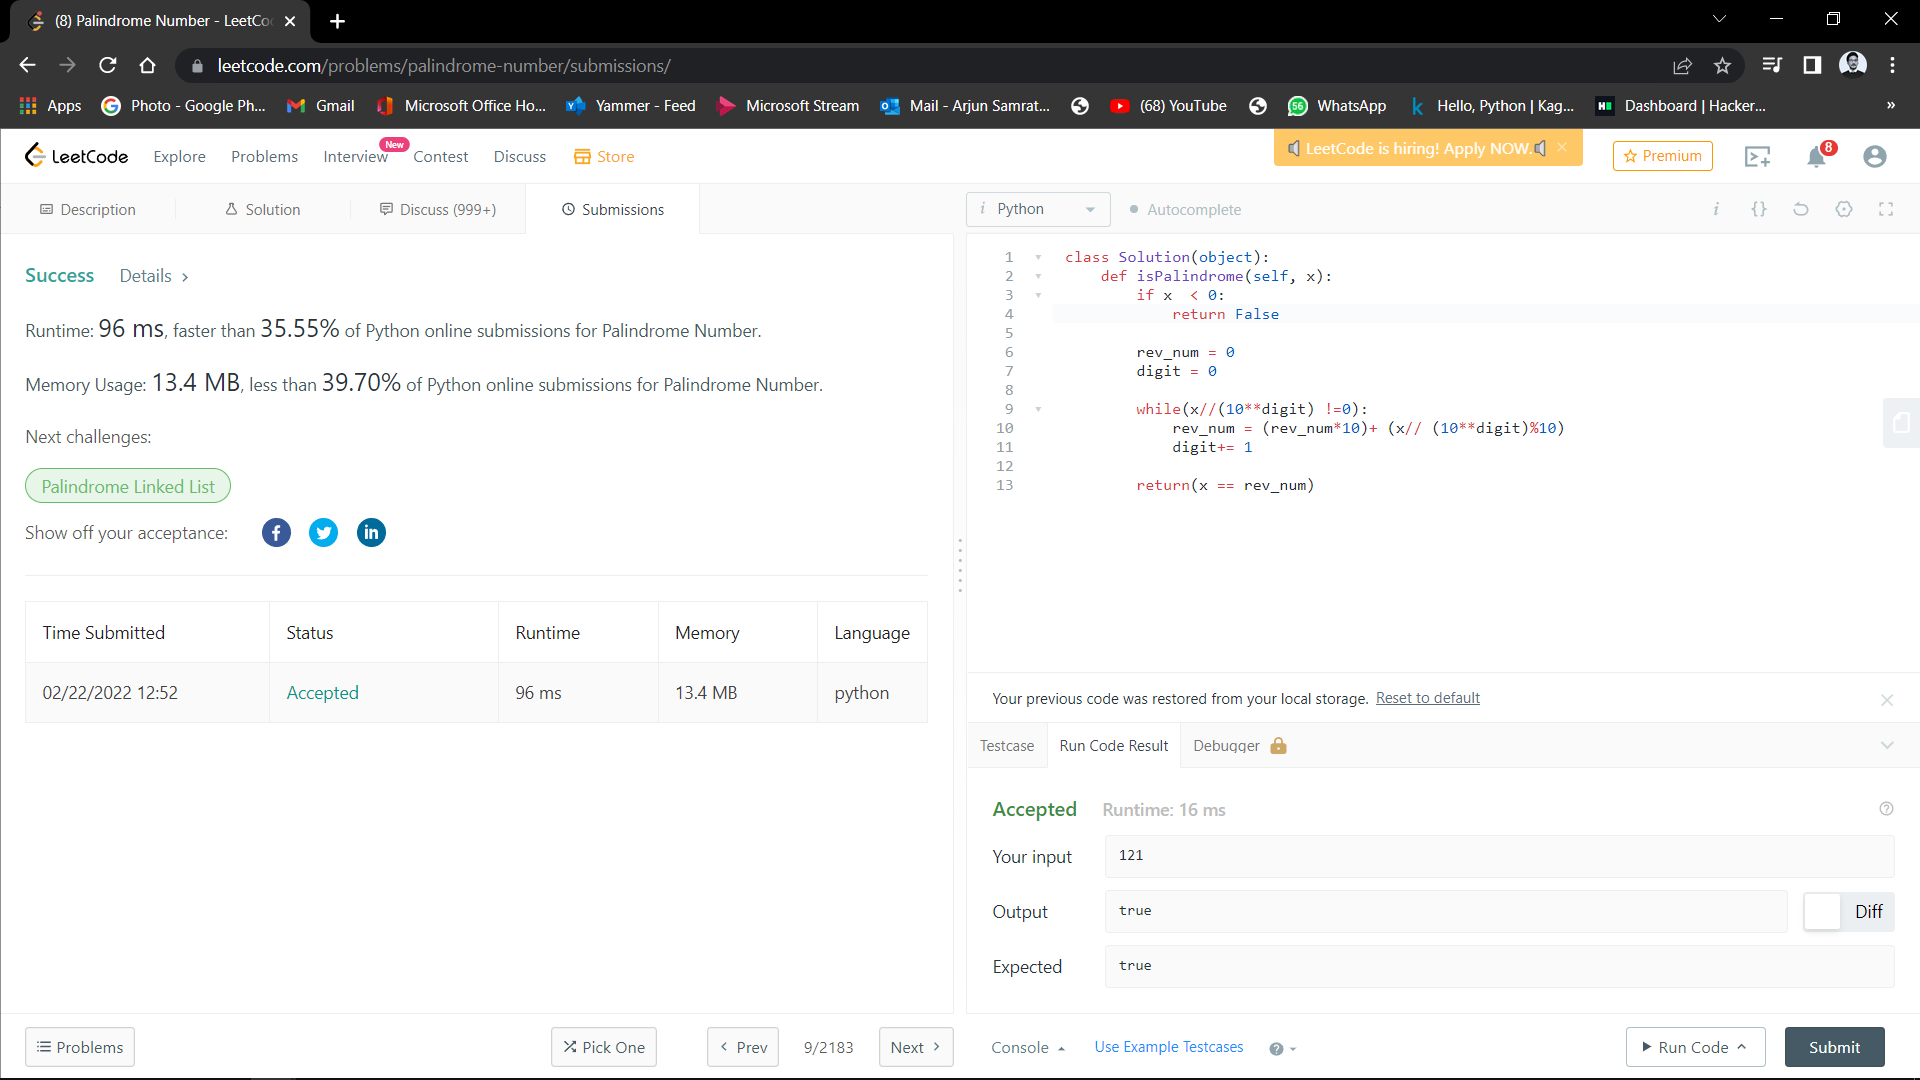 (8) Palindrome Number - LeetCo
leetcode.com/problems/palindrome-number/submissions/
Apps
Photo - Google Ph...
Gmail
Microsoft Office Ho...
Yammer - Feed
Microsoft Stream
Mail - Arjun Samrat...
(68) YouTube
56
WhatsApp
Hello, Python | Kag...
Dashboard | Hacker...
»
LeetCode
Explore
Problems
Interview
New
Contest
Discuss
Store
LeetCode is hiring! Apply NOW.
Premium
8
Description
Solution
Discuss (999+)
Submissions
i Python
Autocomplete
Success
Details >
Runtime: 96 ms, faster than 35.55% of Python online submissions for Palindrome Number.
Memory Usage: 13.4 MB, less than 39.70% of Python online submissions for Palindrome Number.
Next challenges:
Palindrome Linked List
Show off your acceptance:
Time Submitted Status Runtime Memory Language
02/22/2022 12:52 Accepted 96 ms 13.4 MB python
1 class Solution(object):
2 def isPalindrome(self, x):
3 if x  < 0:
4 return False
5
6 rev_num = 0
7 digit = 0
8
9 while(x//(10**digit) !=0):
10 rev_num = (rev_num*10)+ (x// (10**digit)%10)
11 digit+= 1
12
13 return(x == rev_num)
Your previous code was restored from your local storage. Reset to default
Testcase
Run Code Result
Debugger
Accepted Runtime: 16 ms
Your input 121
Output true
Diff
Expected true
Problems
Pick One
< Prev
9/2183
Next >
Console
Use Example Testcases
Run Code
Submit